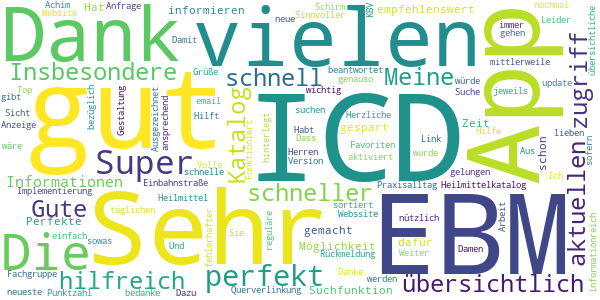 Achim
Website
Hat
Anfrage
informieren
neue
Schirm
Sinnvoller
KBV
empfehlenswert
Leider
nochmal
immer
gehen
übersichtliche
Dank
vielen
App
zugriff
Damit
mittlerweile
Insbesondere
Grüße
schnell
beantwortet
genauso
Meine
update
jeweils
Top
email
gibt
bezüglich
Gestaltung
Ausgezeichnet
ansprechend
wichtig
würde
Suche
gut
Katalog
ICD
Sicht
Hilft
suchen
Herzliche
gespart
Zeit
Hilfe
Anzeige
hinterlegt
Habt
Dass
Favoriten
aktiviert
Link
wurde
Aus
schon
lieben
sofern
wäre
Super
Volle
schnelle
Funktioniert
Herren
Version
gelungen
Ich
Informationen
Einbahnstraße
Praxisalltag
Heilmittelkatalog
Implementierung
schneller
Gute
Sehr
Heilmittel
sortiert
Webssite
EBM
nützlich
Arbeit
aktuellen
Perfekte
täglichen
gemacht
dafür
einfach
sowas
fehlerhafter
Sie
reguläre
Möglichkeit
Weiter
Damen
Die
Und
Rückmeldung
informationreich
Fachgruppe
hilfreich
perfekt
Danke
werden
übersichtlich
neueste
Punktzahl
bedanke
Dazu
Querverlinkung
Suchfunktion